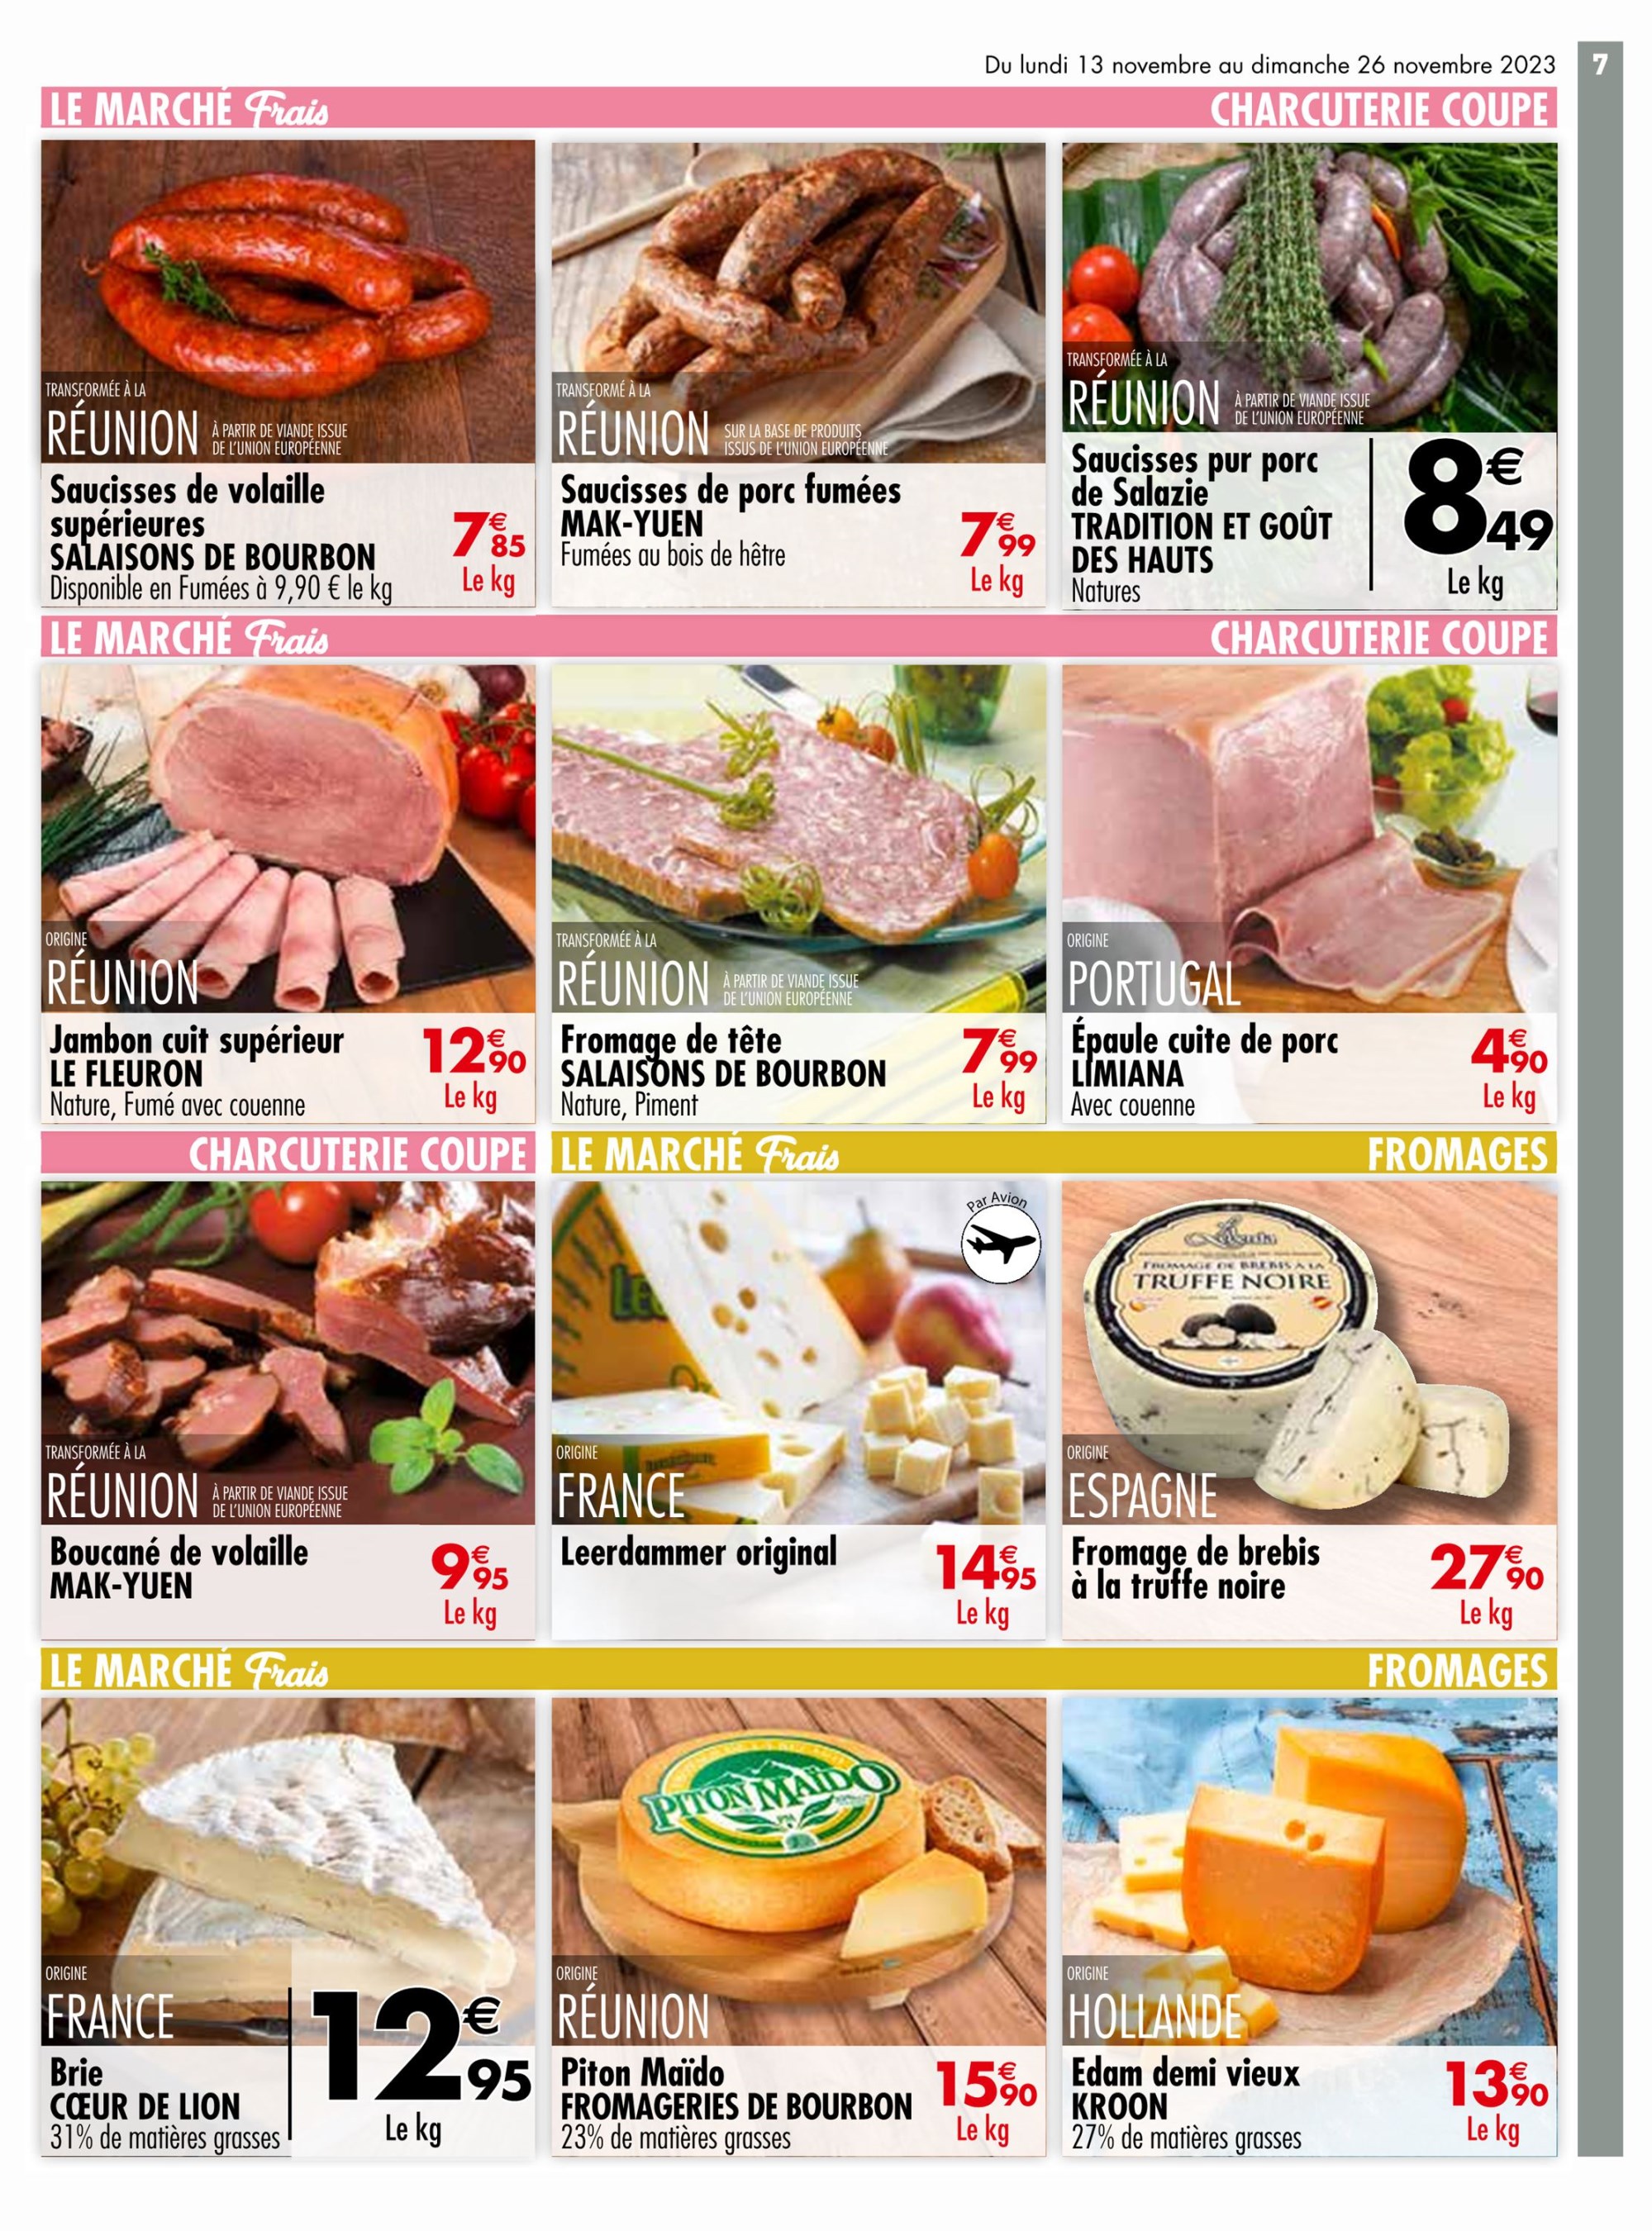 Du lundi 13 novembre au dimanche 26 novembre 2023
7
LE MARCHÉ Frais
CHARCUTERIE COUPE
TRANSFORMÉE À LA
RÉUNION
À PARTIR DE VIANDE ISSUE
DE L'UNION EUROPÉENNE
Saucisses de volaille
supérieures
SALAISONS DE BOURBON
Disponible en Fumées à 9,90 € le kg
7€85
Le kg
TRANSFORMÉ À LA
RÉUNION
SUR LA BASE DE PRODUITS
ISSUS DE L'UNION EUROPÉENNE
Saucisses de porc fumées
MAK-YUEN
Fumées au bois de hêtre
7€99
Le kg
TRANSFORMÉE À LA
RÉUNION
À PARTIR DE VIANDE ISSUE
DE L'UNION EUROPÉENNE
Saucisses pur porc
de Salazie
TRADITION ET GOÛT
DES HAUTS
Natures
8€49
Le kg
LE MARCHÉ Frais
CHARCUTERIE COUPE
ORIGINE
RÉUNION
Jambon cuit supérieur
LE FLEURON
Nature, Fumé avec couenne
12€90
Le kg
TRANSFORMÉE À LA
RÉUNION
À PARTIR DE VIANDE ISSUE
DE L'UNION EUROPÉENNE
Fromage de tête
SALAISONS DE BOURBON
Nature, Piment
7€99
Le kg
ORIGINE
PORTUGAL
Épaule cuite de porc
LIMIANA
Avec couenne
4€90
Le kg
CHARCUTERIE COUPE
LE MARCHÉ Frais
FROMAGES
TRANSFORMÉE À LA
RÉUNION
À PARTIR DE VIANDE ISSUE
DE L'UNION EUROPÉENNE
Boucané de volaille
MAK-YUEN
9€95
Le kg
Par Avion
ORIGINE
FRANCE
Leerdammer original
14€95
Le kg
FROMAGE DE BREBIS À LA
TRUFFE NOIRE
ORIGINE
ESPAGNE
Fromage de brebis
à la truffe noire
27€90
Le kg
LE MARCHÉ Frais
FROMAGES
ORIGINE
FRANCE
Brie
CŒUR DE LION
31% de matières grasses
12€95
Le kg
PITON MAÏDO
ORIGINE
RÉUNION
Piton Maïdo
FROMAGERIES DE BOURBON
23% de matières grasses
15€90
Le kg
ORIGINE
HOLLANDE
Edam demi vieux
KROON
27% de matières grasses
13€90
Le kg